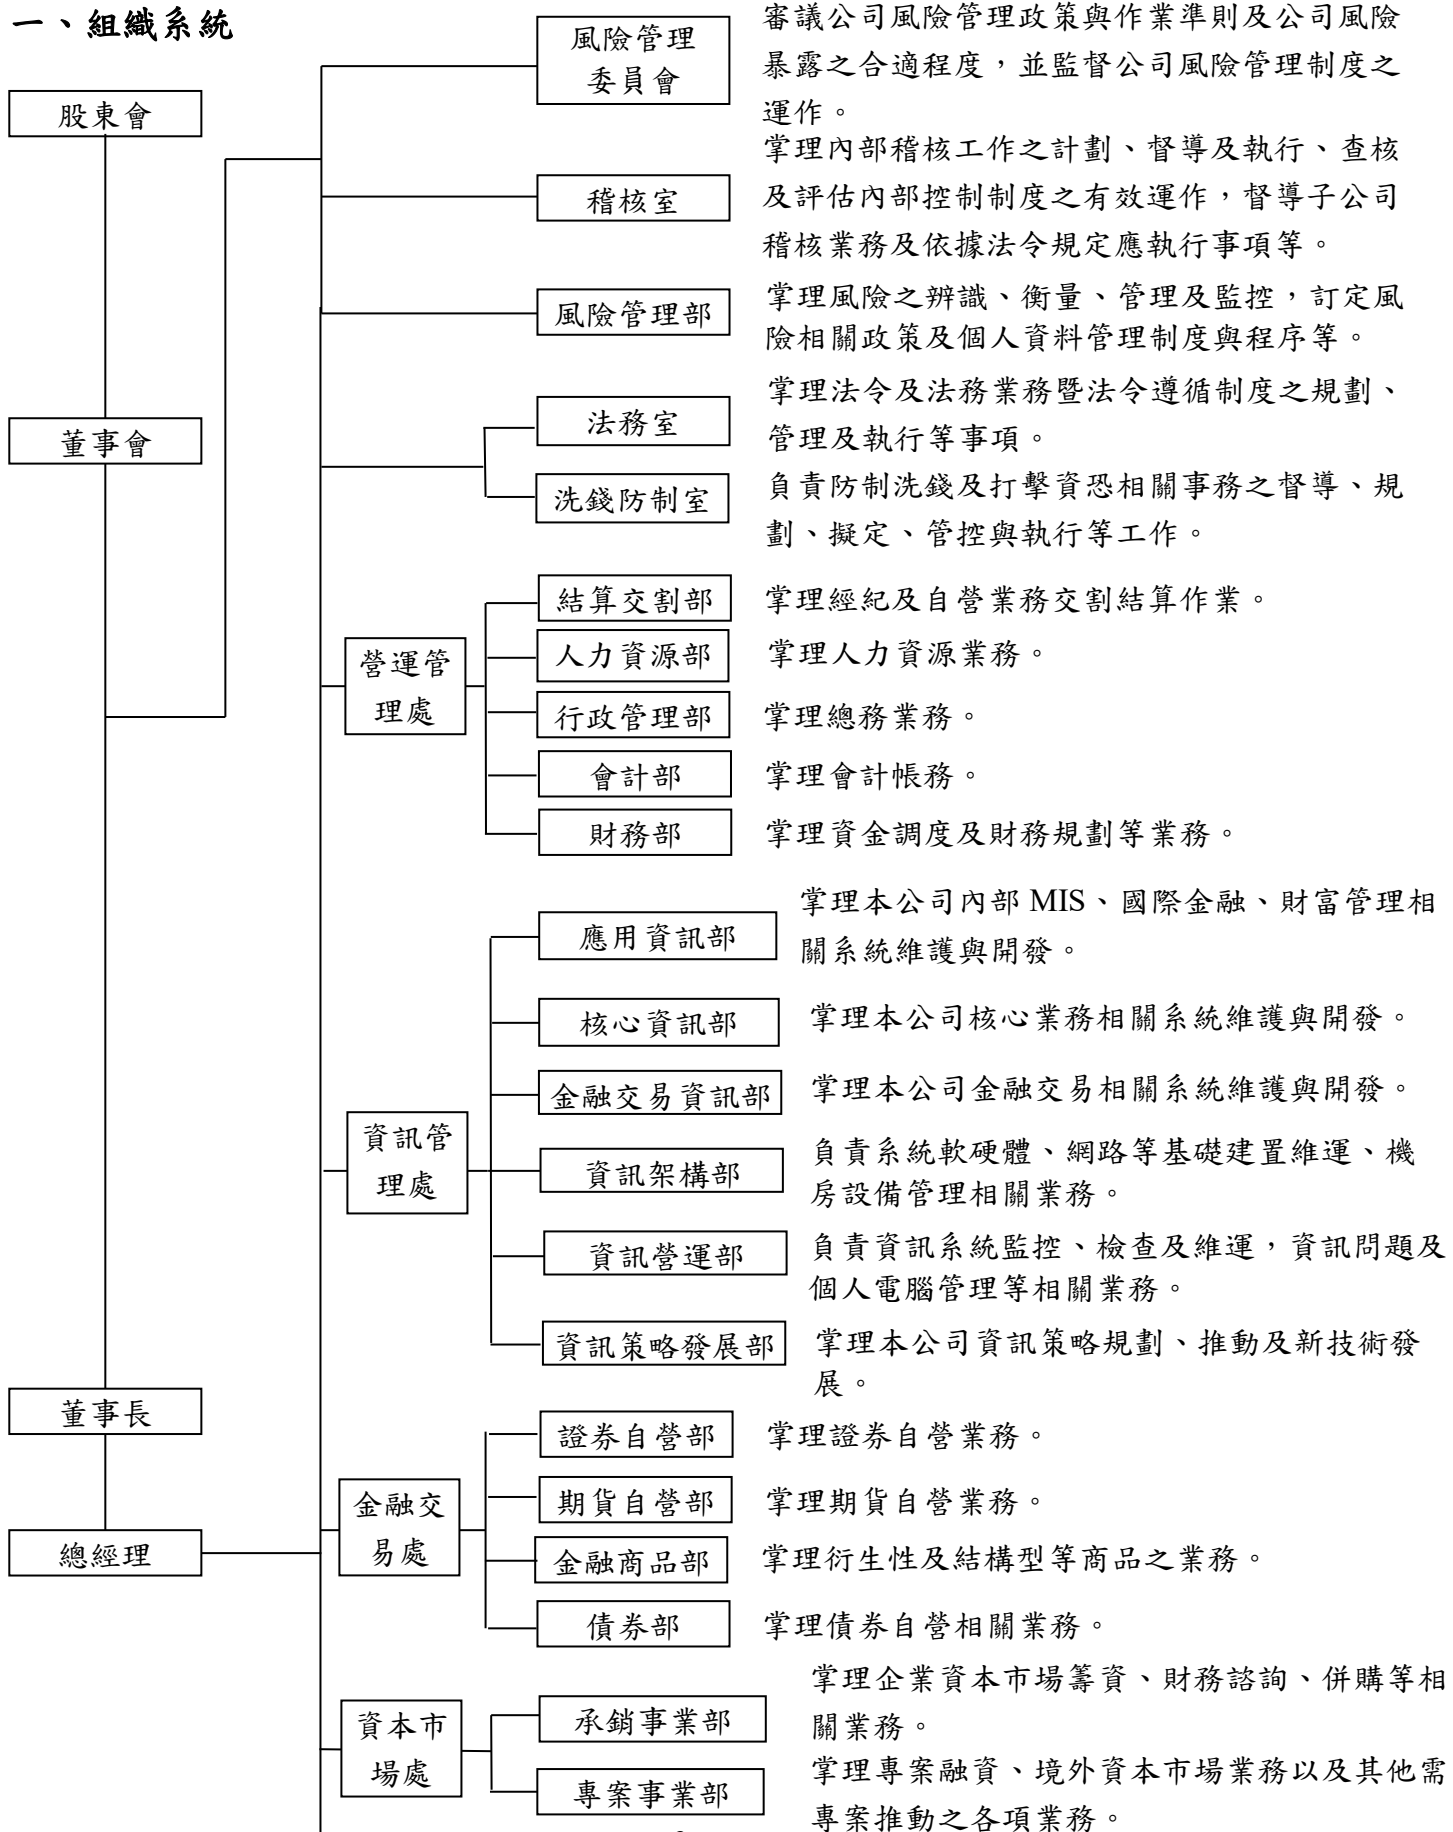 一、組織系統
股東會
董事會
董事長
總經理
風險管理
委員會
審議公司風險管理政策與作業準則及公司風險
暴露之合適程度，並監督公司風險管理制度之
運作。
稽核室
掌理內部稽核工作之計劃、督導及執行、查核
及評估內部控制制度之有效運作，督導子公司
稽核業務及依據法令規定應執行事項等。
風險管理部
掌理風險之辨識、衡量、管理及監控，訂定風
險相關政策及個人資料管理制度與程序等。
法務室
掌理法令及法務業務暨法令遵循制度之規劃、
管理及執行等事項。
洗錢防制室
負責防制洗錢及打擊資恐相關事務之督導、規
劃、擬定、管控與執行等工作。
營運管
理處
結算交割部
掌理經紀及自營業務交割結算作業。
人力資源部
掌理人力資源業務。
行政管理部
掌理總務業務。
會計部
掌理會計帳務。
財務部
掌理資金調度及財務規劃等業務。
資訊管
理處
應用資訊部
掌理本公司內部 MIS、國際金融、財富管理相
關系統維護與開發。
核心資訊部
掌理本公司核心業務相關系統維護與開發。
金融交易資訊部
掌理本公司金融交易相關系統維護與開發。
資訊架構部
負責系統軟硬體、網路等基礎建置維運、機
房設備管理相關業務。
資訊營運部
負責資訊系統監控、檢查及維運，資訊問題及
個人電腦管理等相關業務。
資訊策略發展部
掌理本公司資訊策略規劃、推動及新技術發
展。
金融交
易處
證券自營部
掌理證券自營業務。
期貨自營部
掌理期貨自營業務。
金融商品部
掌理衍生性及結構型等商品之業務。
債券部
掌理債券自營相關業務。
資本市
場處
承銷事業部
掌理企業資本市場籌資、財務諮詢、併購等相
關業務。
專案事業部
掌理專案融資、境外資本市場業務以及其他需
專案推動之各項業務。